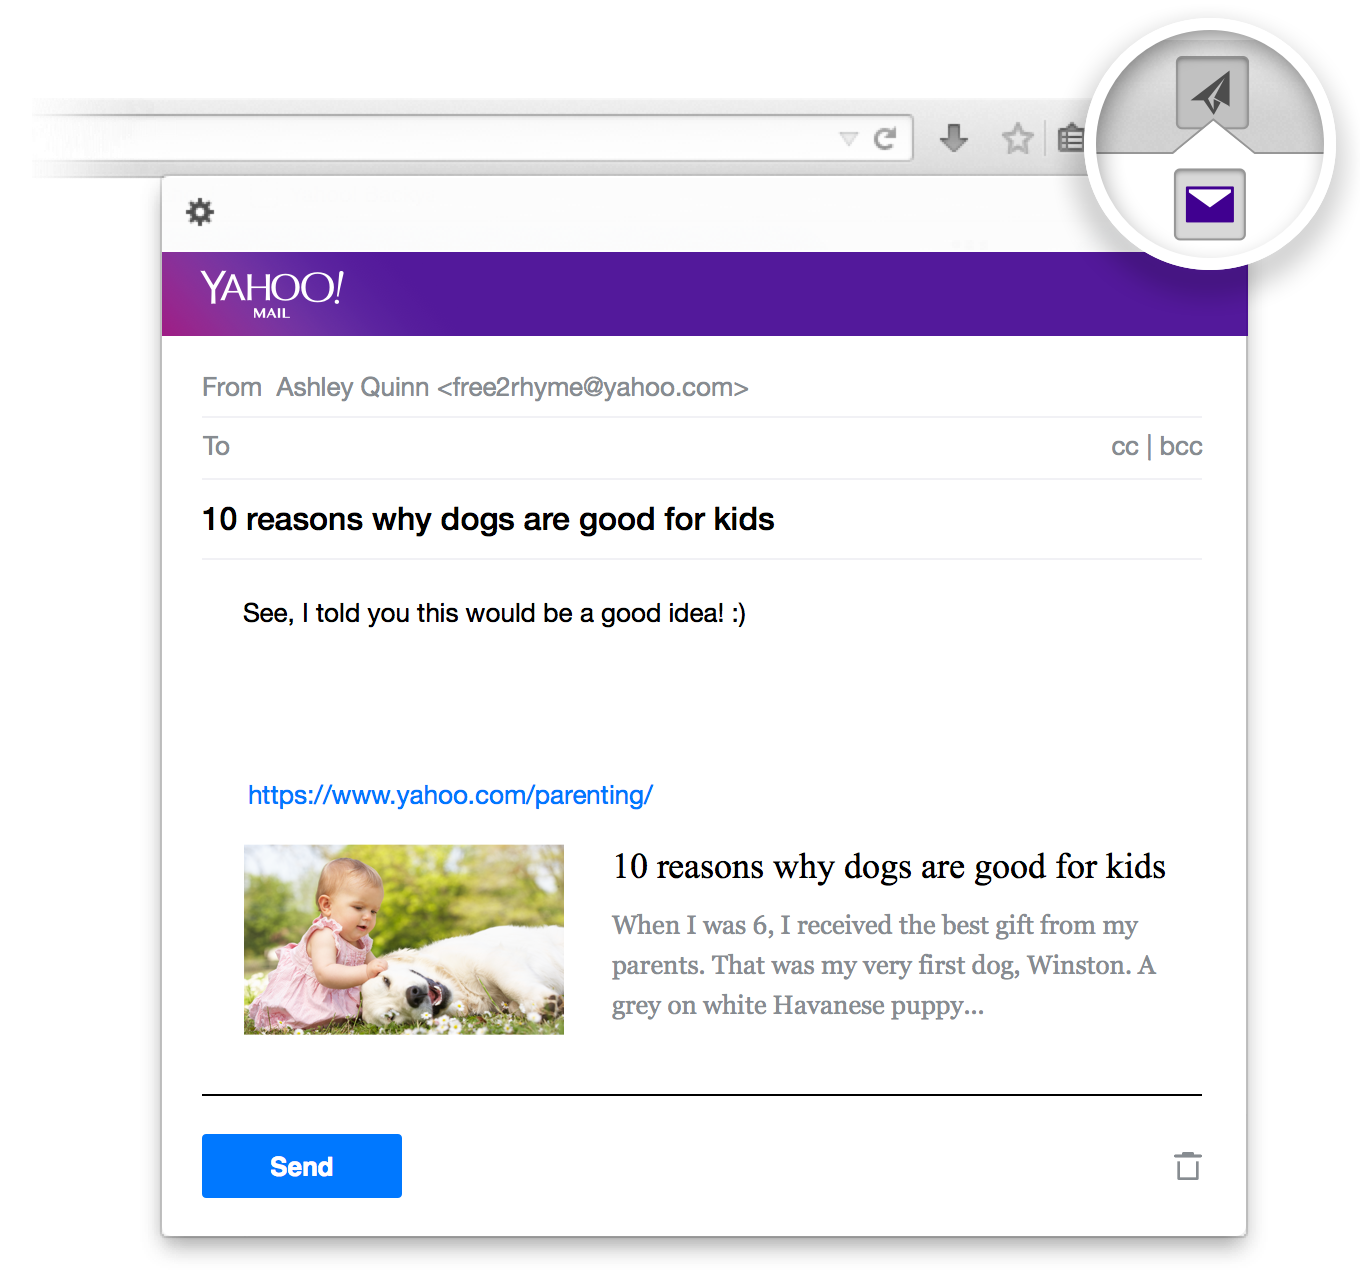 YAHOO!
MAIL
From Ashley Quinn <free2rhyme@yahoo.com>
To cc | bcc
10 reasons why dogs are good for kids
See, I told you this would be a good idea! :)
https://www.yahoo.com/parenting/
10 reasons why dogs are good for kids
When I was 6, I received the best gift from my
parents. That was my very first dog, Winston. A
grey on white Havanese puppy...
Send